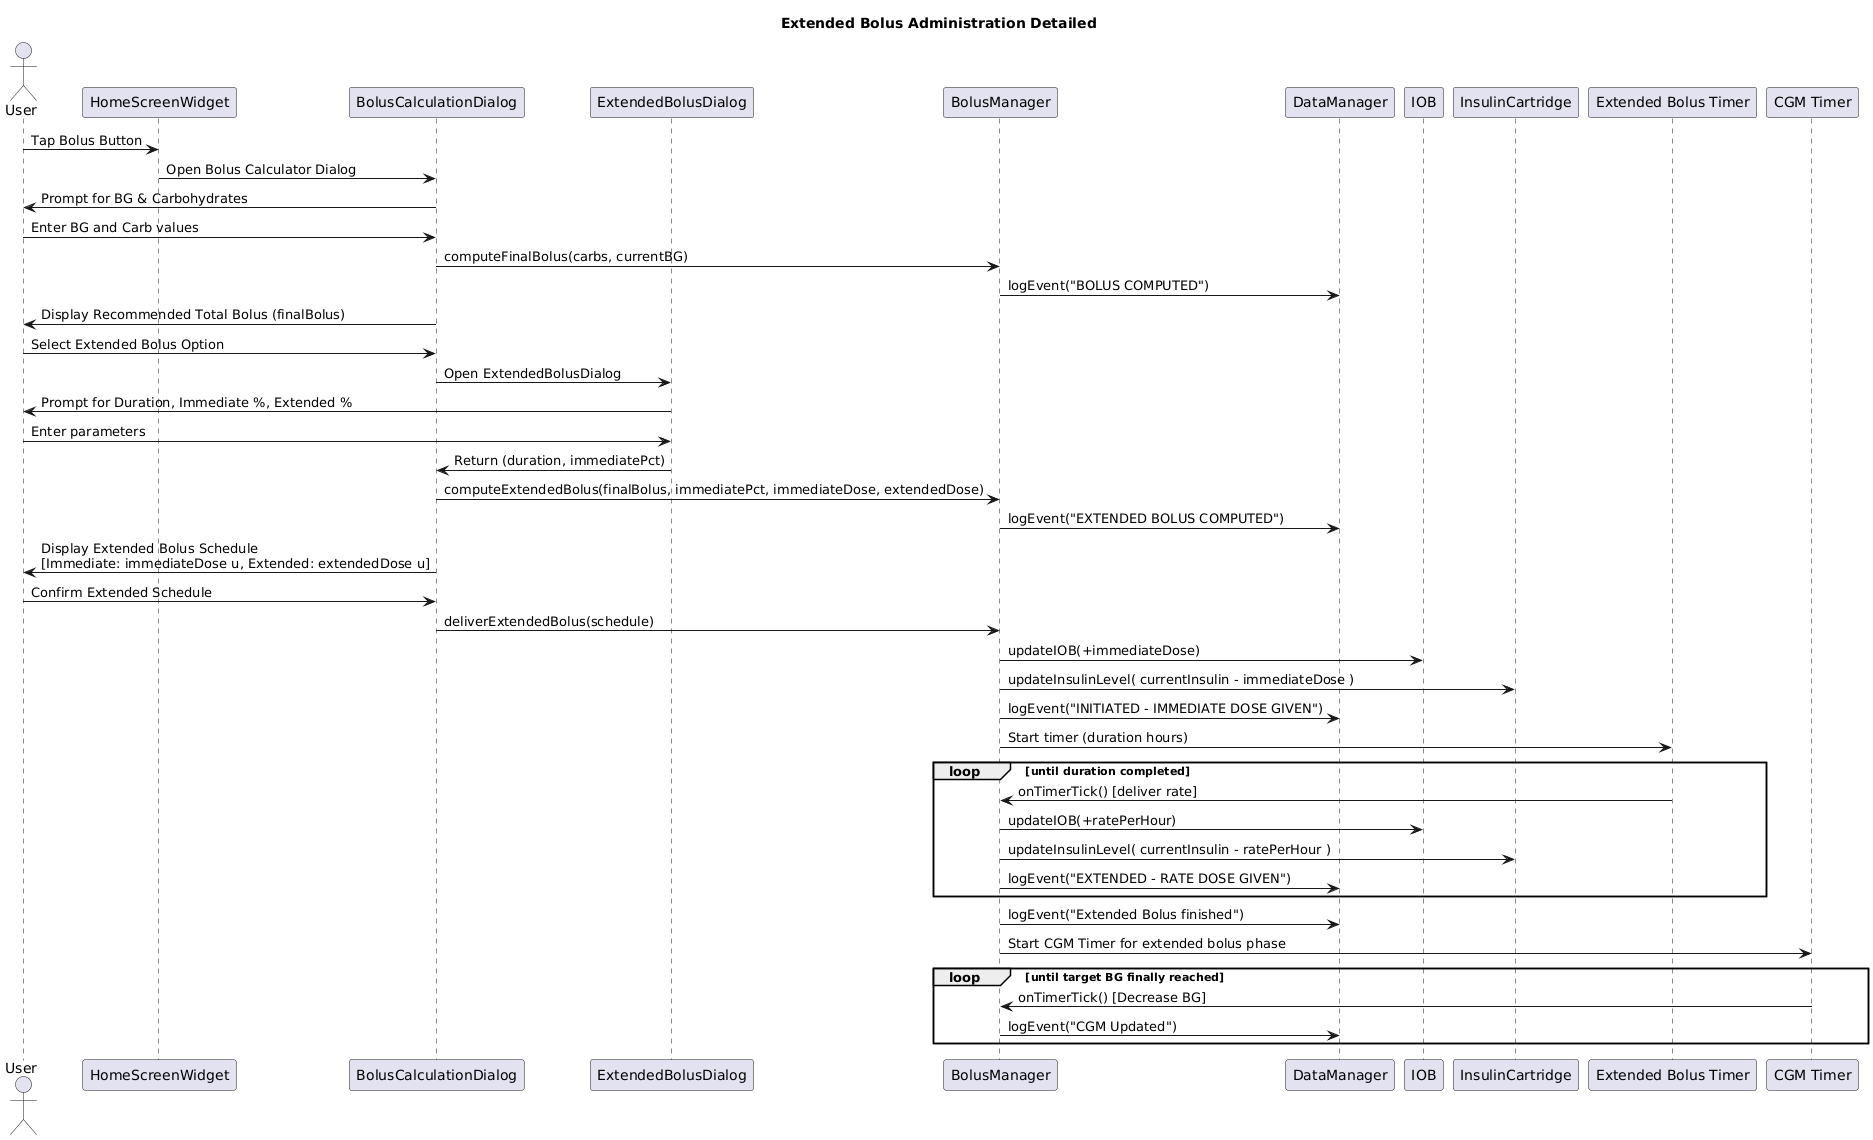 Extended Bolus Administration Detailed
User
HomeScreenWidget
BolusCalculationDialog
ExtendedBolusDialog
BolusManager
DataManager
IOB
InsulinCartridge
Extended Bolus Timer
CGM Timer
Tap Bolus Button
Open Bolus Calculator Dialog
Prompt for BG & Carbohydrates
Enter BG and Carb values
computeFinalBolus(carbs, currentBG)
logEvent("BOLUS COMPUTED")
Display Recommended Total Bolus (finalBolus)
Select Extended Bolus Option
Open ExtendedBolusDialog
Prompt for Duration, Immediate %, Extended %
Enter parameters
Return (duration, immediatePct)
computeExtendedBolus(finalBolus, immediatePct, immediateDose, extendedDose)
logEvent("EXTENDED BOLUS COMPUTED")
Display Extended Bolus Schedule
[Immediate: immediateDose u, Extended: extendedDose u]
Confirm Extended Schedule
deliverExtendedBolus(schedule)
updateIOB(+immediateDose)
updateInsulinLevel( currentInsulin - immediateDose )
logEvent("INITIATED - IMMEDIATE DOSE GIVEN")
Start timer (duration hours)
loop [until duration completed]
onTimerTick() [deliver rate]
updateIOB(+ratePerHour)
updateInsulinLevel( currentInsulin - ratePerHour )
logEvent("EXTENDED - RATE DOSE GIVEN")
logEvent("Extended Bolus finished")
Start CGM Timer for extended bolus phase
loop [until target BG finally reached]
onTimerTick() [Decrease BG]
logEvent("CGM Updated")
User
HomeScreenWidget
BolusCalculationDialog
ExtendedBolusDialog
BolusManager
DataManager
IOB
InsulinCartridge
Extended Bolus Timer
CGM Timer